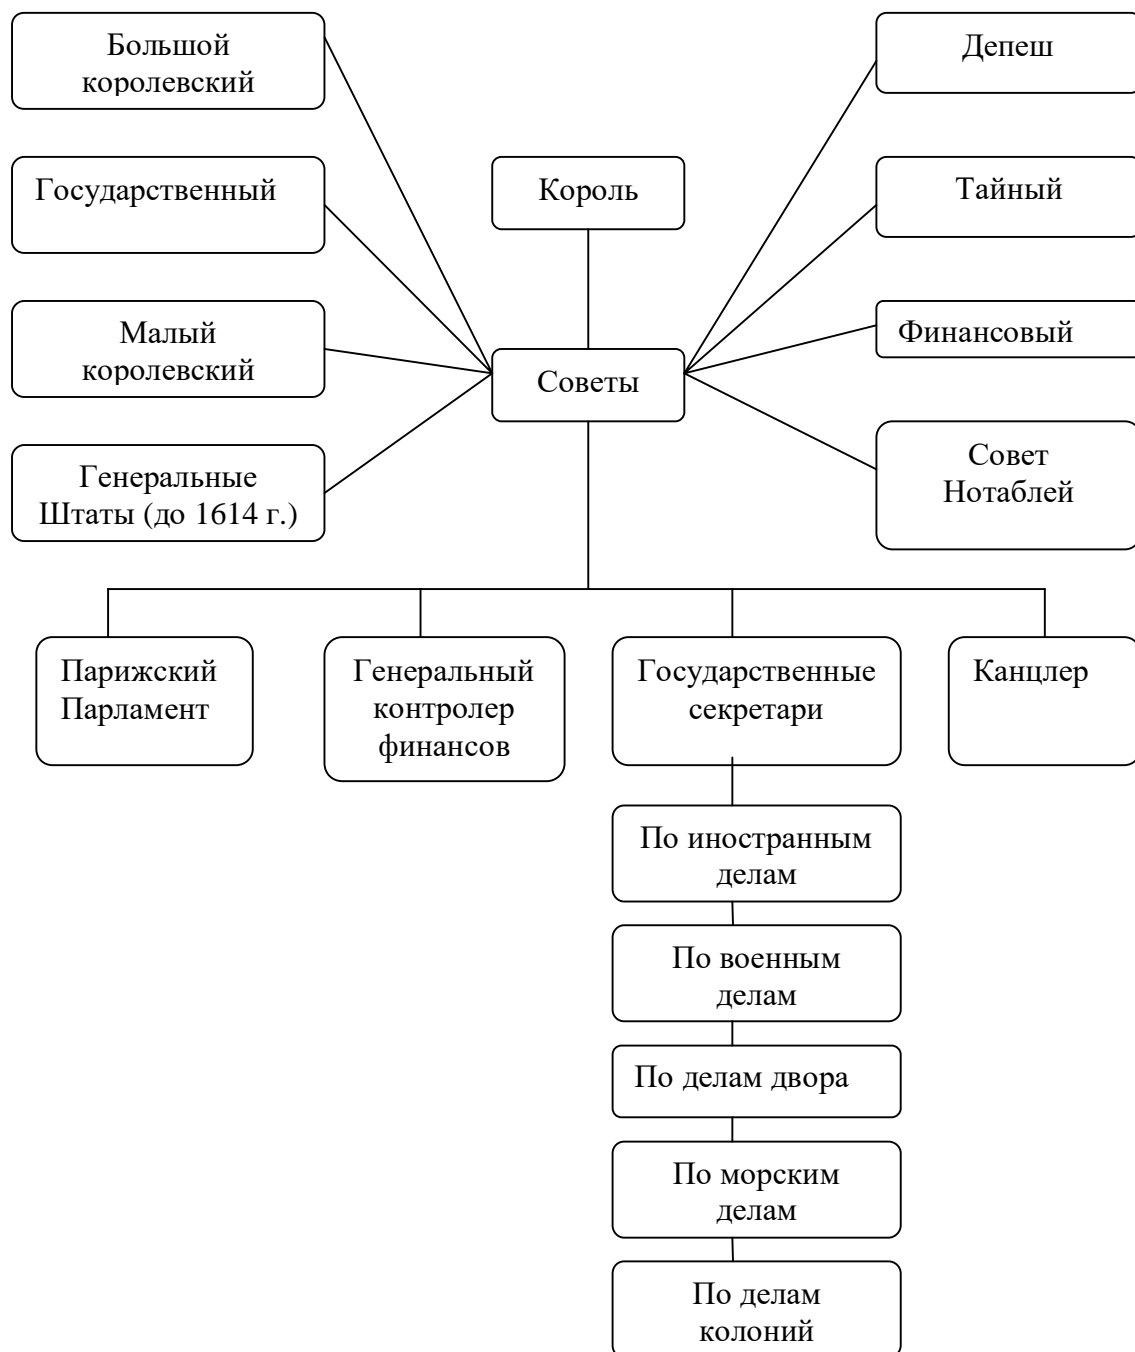 Большой
королевский
Депеш
Государственный
Король
Тайный
Малый
королевский
Финансовый
Советы
Генеральные
Штаты (до 1614 г.)
Совет
Нотаблей
Парижский
Парламент
Генеральный
контролер
финансов
Государственные
секретари
Канцлер
По иностранным
делам
По военным
делам
По делам двора
По морским
делам
По делам
колоний